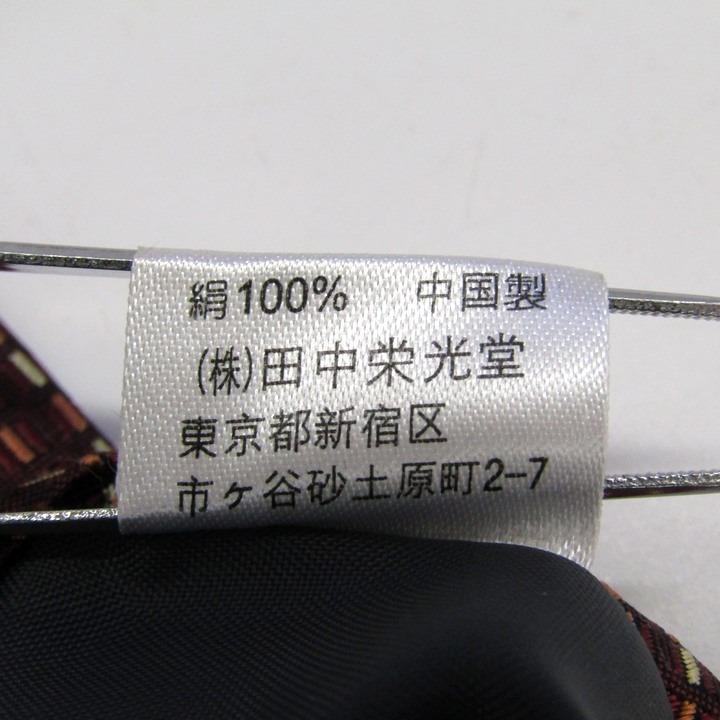 絹100% 中国製
(株)田中栄光堂
東京都新宿区
市ヶ谷砂土原町2-7